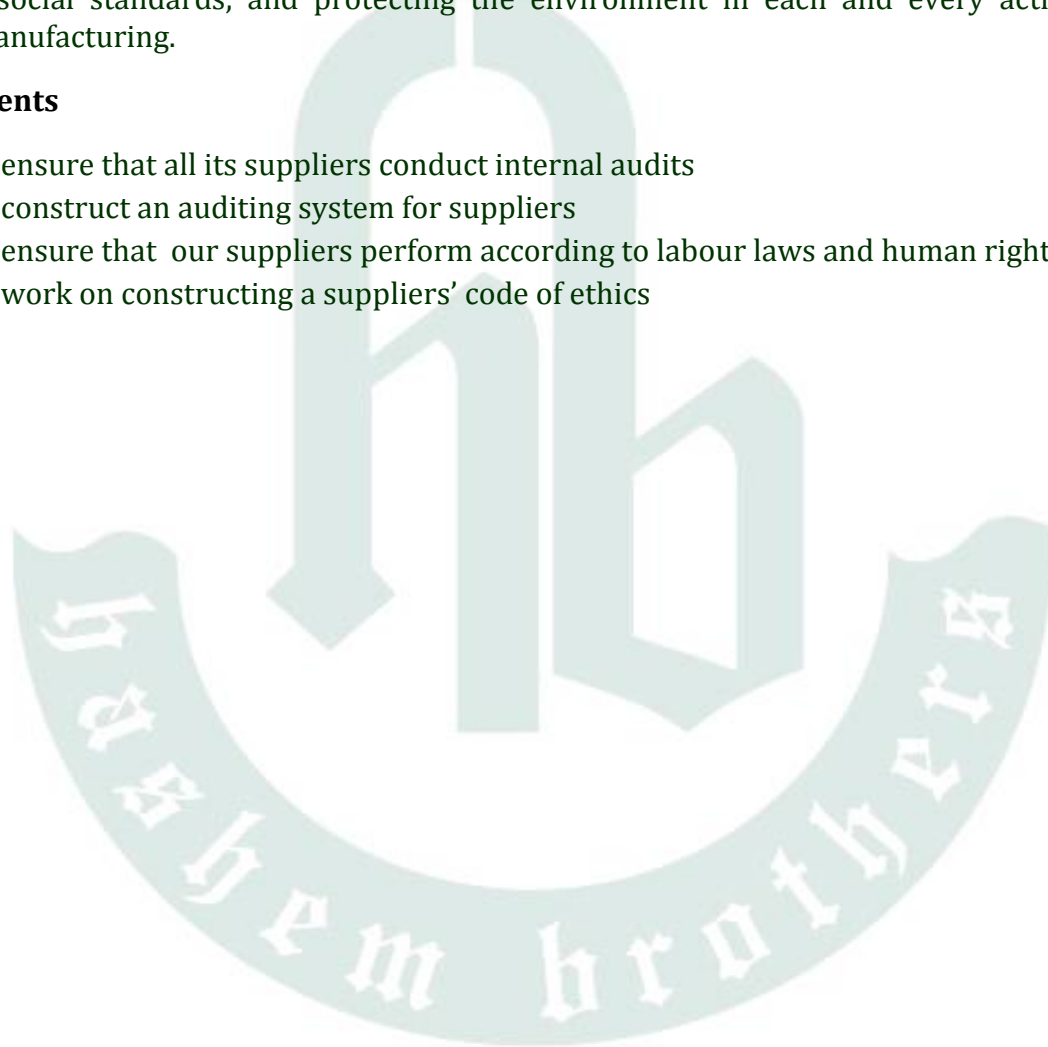 social standards, and protecting the environment in each and every acti
anufacturing.
ents
ensure that all its suppliers conduct internal audits
construct an auditing system for suppliers
ensure that  our suppliers perform according to labour laws and human right
work on constructing a suppliers’ code of ethics
hb
hashem brothers